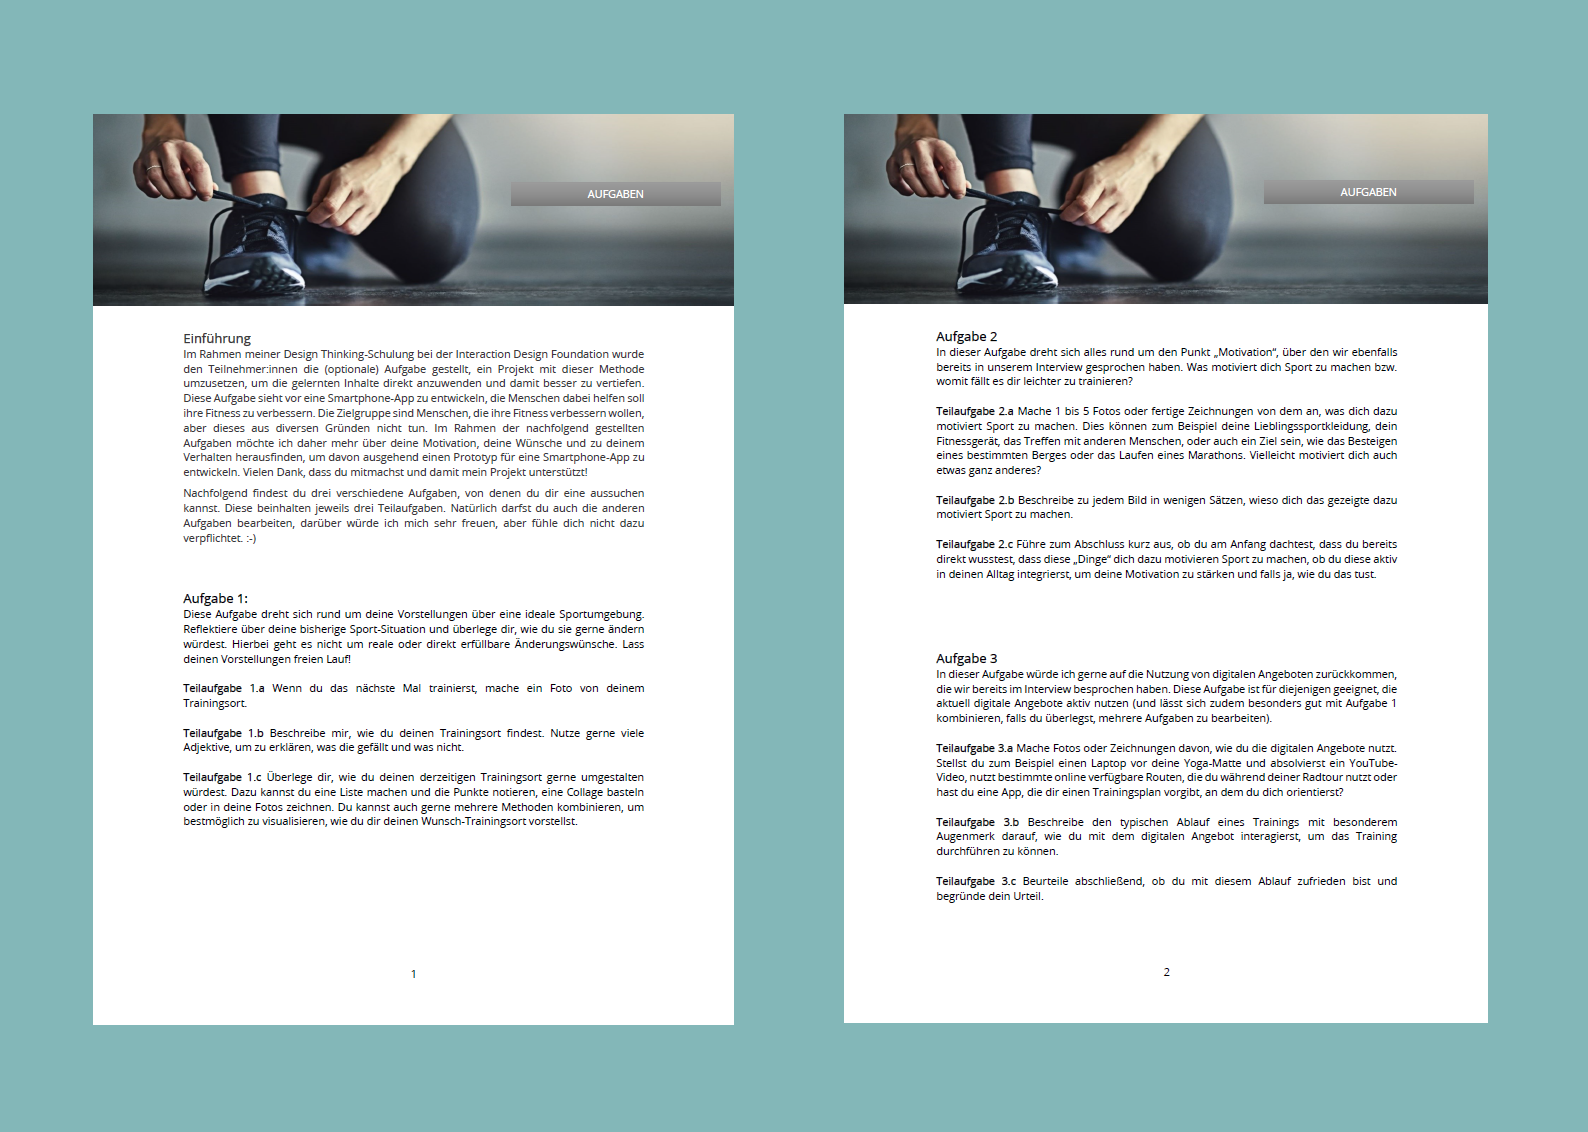 AUFGABEN
Einführung
Im Rahmen meiner Design Thinking-Schulung bei der Interaction Design Foundation wurde
den Teilnehmer:innen die (optionale) Aufgabe gestellt, ein Projekt mit dieser Methode
umzusetzen, um die gelernten Inhalte direkt anzuwenden und damit besser zu vertiefen.
Diese Aufgabe sieht vor eine Smartphone-App zu entwickeln, die Menschen dabei helfen soll
ihre Fitness zu verbessern. Die Zielgruppe sind Menschen, die ihre Fitness verbessern wollen,
aber dieses aus diversen Gründen nicht tun. Im Rahmen der nachfolgend gestellten
Aufgaben möchte ich daher mehr über deine Motivation, deine Wünsche und zu deinem
Verhalten herausfinden, um davon ausgehend einen Prototyp für eine Smartphone-App zu
entwickeln. Vielen Dank, dass du mitmachst und damit mein Projekt unterstützt!
Nachfolgend findest du drei verschiedene Aufgaben, von denen du dir eine aussuchen
kannst. Diese beinhalten jeweils drei Teilaufgaben. Natürlich darfst du auch die anderen
Aufgaben bearbeiten, darüber würde ich mich sehr freuen, aber fühle dich nicht dazu
verpflichtet. :-)
Aufgabe 1:
Diese Aufgabe dreht sich rund um deine Vorstellungen über eine ideale Sportumgebung.
Reflektiere über deine bisherige Sport-Situation und überlege dir, wie du sie gerne ändern
würdest. Hierbei geht es nicht um reale oder direkt erfüllbare Änderungswünsche. Lass
deinen Vorstellungen freien Lauf!
Teilaufgabe 1.a Wenn du das nächste Mal trainierst, mache ein Foto von deinem
Trainingsort.
Teilaufgabe 1.b Beschreibe mir, wie du deinen Trainingsort findest. Nutze gerne viele
Adjektive, um zu erklären, was die gefällt und was nicht.
Teilaufgabe 1.c Überlege dir, wie du deinen derzeitigen Trainingsort gerne umgestalten
würdest. Dazu kannst du eine Liste machen und die Punkte notieren, eine Collage basteln
oder in deine Fotos zeichnen. Du kannst auch gerne mehrere Methoden kombinieren, um
bestmöglich zu visualisieren, wie du dir deinen Wunsch-Trainingsort vorstellst.
1
AUFGABEN
Aufgabe 2
In dieser Aufgabe dreht sich alles rund um den Punkt „Motivation“, über den wir ebenfalls
bereits in unserem Interview gesprochen haben. Was motiviert dich Sport zu machen bzw.
womit fällt es dir leichter zu trainieren?
Teilaufgabe 2.a Mache 1 bis 5 Fotos oder fertige Zeichnungen von dem an, was dich dazu
motiviert Sport zu machen. Dies können zum Beispiel deine Lieblingssportkleidung, dein
Fitnessgerät, das Treffen mit anderen Menschen, oder auch ein Ziel sein, wie das Besteigen
eines bestimmten Berges oder das Laufen eines Marathons. Vielleicht motiviert dich auch
etwas ganz anderes?
Teilaufgabe 2.b Beschreibe zu jedem Bild in wenigen Sätzen, wieso dich das gezeigte dazu
motiviert Sport zu machen.
Teilaufgabe 2.c Führe zum Abschluss kurz aus, ob du am Anfang dachtest, dass du bereits
direkt wusstest, dass diese „Dinge“ dich dazu motivieren Sport zu machen, ob du diese aktiv
in deinen Alltag integrierst, um deine Motivation zu stärken und falls ja, wie du das tust.
Aufgabe 3
In dieser Aufgabe würde ich gerne auf die Nutzung von digitalen Angeboten zurückkommen,
die wir bereits im Interview besprochen haben. Diese Aufgabe ist für diejenigen geeignet, die
aktuell digitale Angebote aktiv nutzen (und lässt sich zudem besonders gut mit Aufgabe 1
kombinieren, falls du überlegst, mehrere Aufgaben zu bearbeiten).
Teilaufgabe 3.a Mache Fotos oder Zeichnungen davon, wie du die digitalen Angebote nutzt.
Stellst du zum Beispiel einen Laptop vor deine Yoga-Matte und absolvierst ein YouTube-
Video, nutzt bestimmte online verfügbare Routen, die du während deiner Radtour nutzt oder
hast du eine App, die dir einen Trainingsplan vorgibt, an dem du dich orientierst?
Teilaufgabe 3.b Beschreibe den typischen Ablauf eines Trainings mit besonderem
Augenmerk darauf, wie du mit dem digitalen Angebot interagierst, um das Training
durchführen zu können.
Teilaufgabe 3.c Beurteile abschließend, ob du mit diesem Ablauf zufrieden bist und
begründe dein Urteil.
2